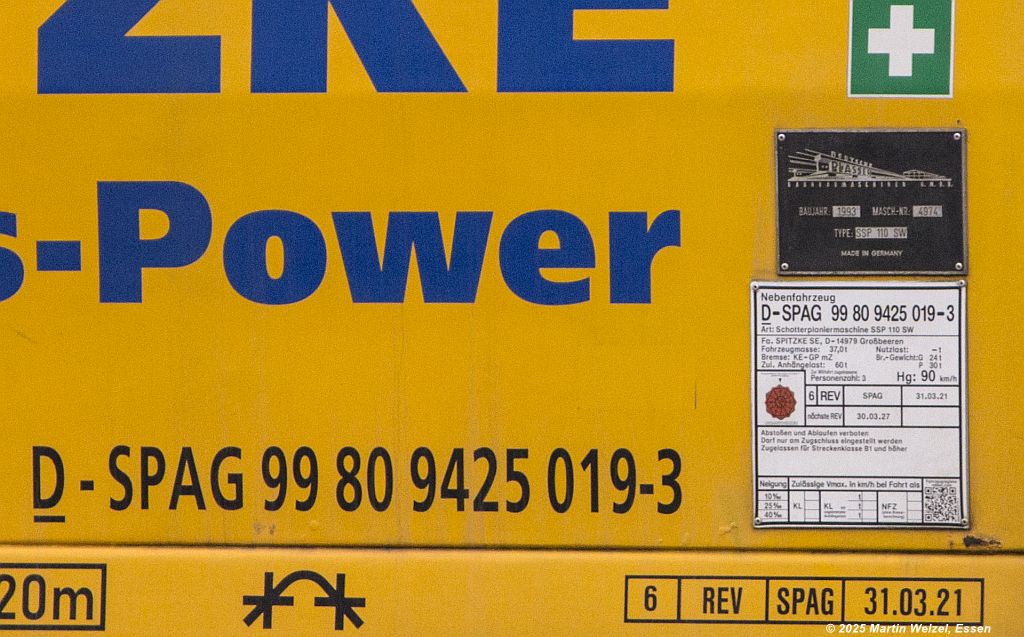 ZKE
s-Power
D - SPAG 99 80 9425 019-3
20m
6 REV SPAG 31.03.21
DEUTSCHE
PLASSER
BAUMASCHINEN G.M.B.H.
BAUJAHR: 1993 MASCH-NR: 4974
TYPE: SSP 110 SW
MADE IN GERMANY
Nebenfahrzeug
D-SPAG 99 80 9425 019-3
Art: Schotterplaniermaschine SSP 110 SW
Fa. SPITZKE SE, D-14979 Großbeeren
Fahrzeugmasse: 37,0t Nutzlast: -t
Bremse: KE-GP mZ Br.-Gewicht: G 24t
Zul. Anhängelast: 60t P 30t
Personenzahl: 3 Hg: 90 km/h
6 REV SPAG 31.03.21
nächste REV 30.03.27
Abstoßen und Ablaufen verboten
Darf nur am Zugschluss eingestellt werden
Zugelassen für Streckenklasse B1 und höher
Neigung Zulässige Vmax. in km/h bei Fahrt als
10‰
25‰ KL KL NFZ
40‰
© 2025 Martin Welzel, Essen